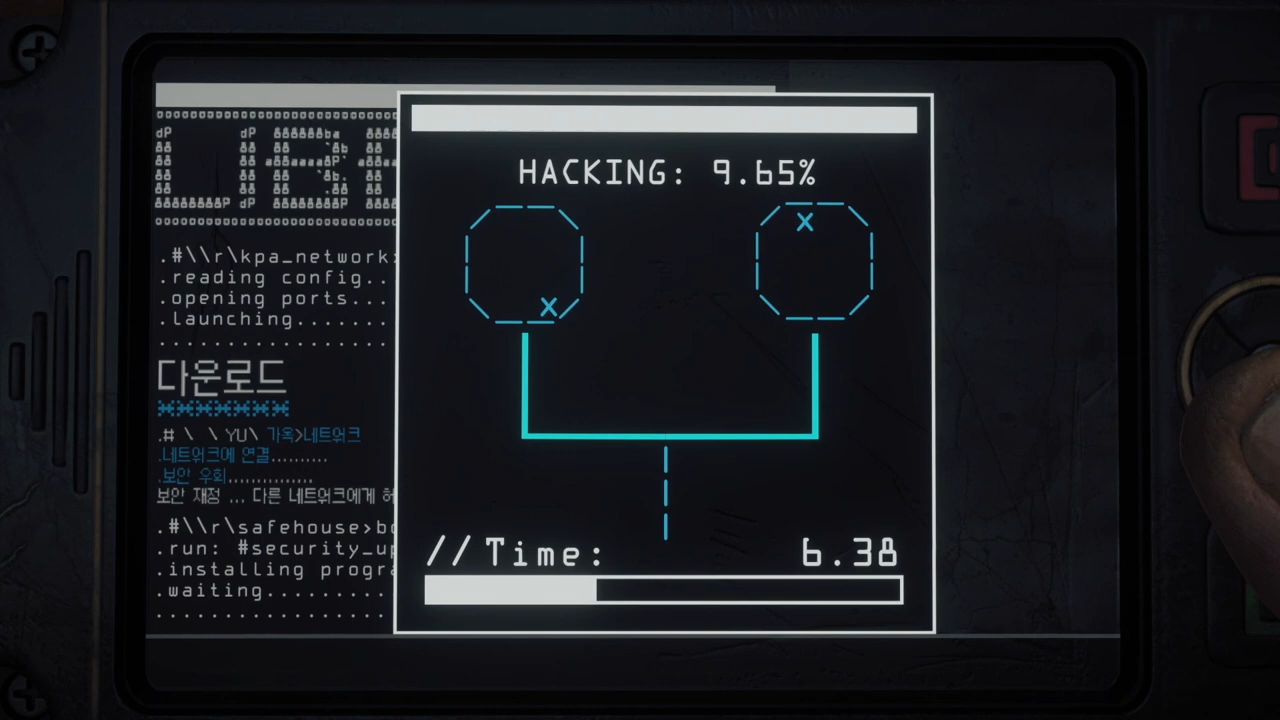 .#\\r\kpa_network
.reading config...
.opening ports...
.launching.......
.................
다운로드
.# \ \ YU\ 가옥>네트워크
.네트워크에 연결..........
.보안 우회...............
보안 재정 ... 다른 네트워크에게
.#\\r\safehouse>
.run: #security_
.installing
.waiting.........
.................
HACKING: 9.65%
X
X
//Time: 6.38